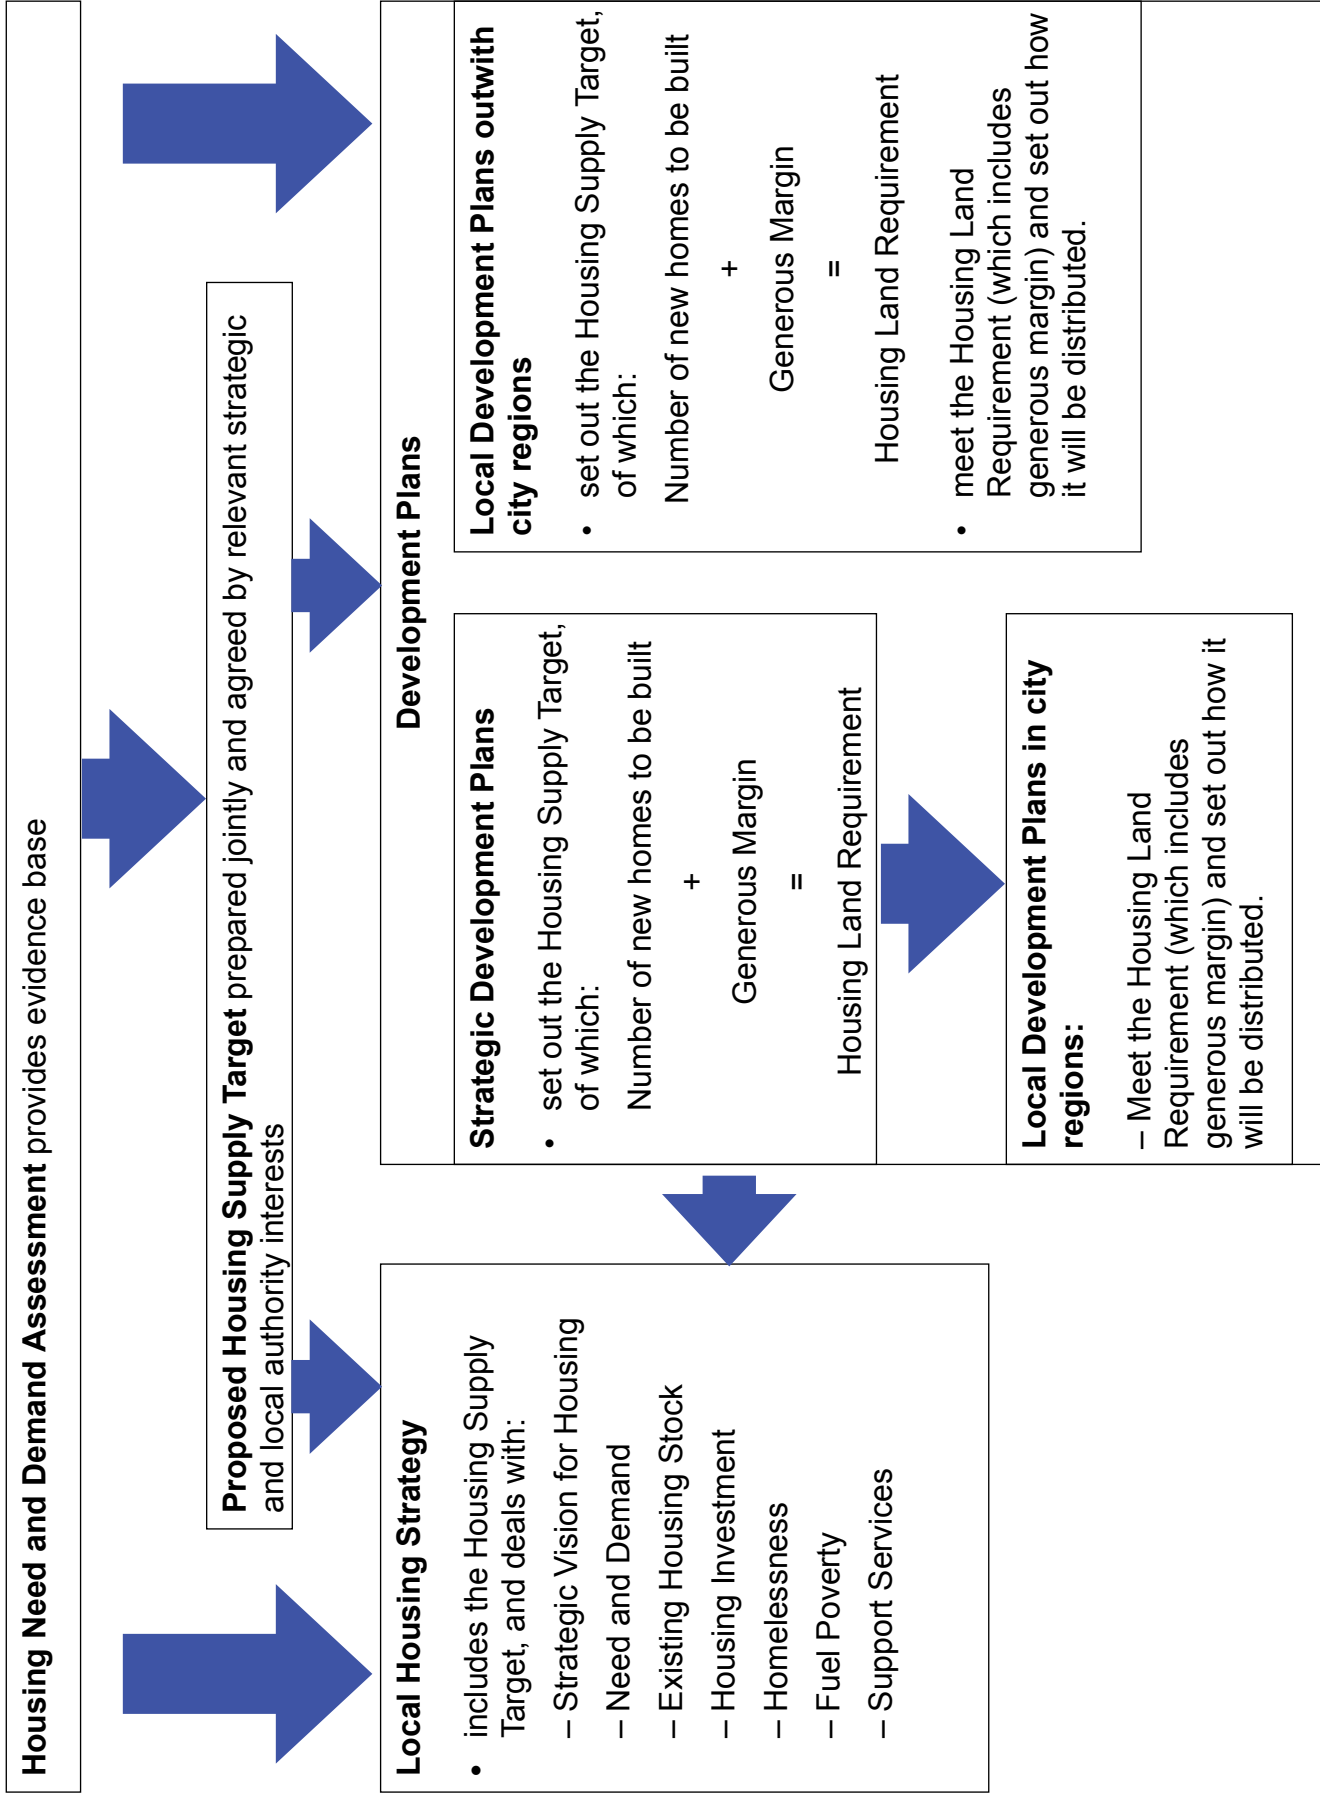 Housing Need and Demand Assessment provides evidence base
Proposed Housing Supply Target prepared jointly and agreed by relevant strategic
and local authority interests
Local Housing Strategy
• includes the Housing Supply
Target, and deals with:
– Strategic Vision for Housing
– Need and Demand
– Existing Housing Stock
– Housing Investment
– Homelessness
– Fuel Poverty
– Support Services
Development Plans
Strategic Development Plans
• set out the Housing Supply Target,
of which:
Number of new homes to be built
+
Generous Margin
=
Housing Land Requirement
Local Development Plans in city
regions:
– Meet the Housing Land
Requirement (which includes
generous margin) and set out how it
will be distributed.
Local Development Plans outwith
city regions
• set out the Housing Supply Target,
of which:
Number of new homes to be built
+
Generous Margin
=
Housing Land Requirement
• meet the Housing Land
Requirement (which includes
generous margin) and set out how
it will be distributed.